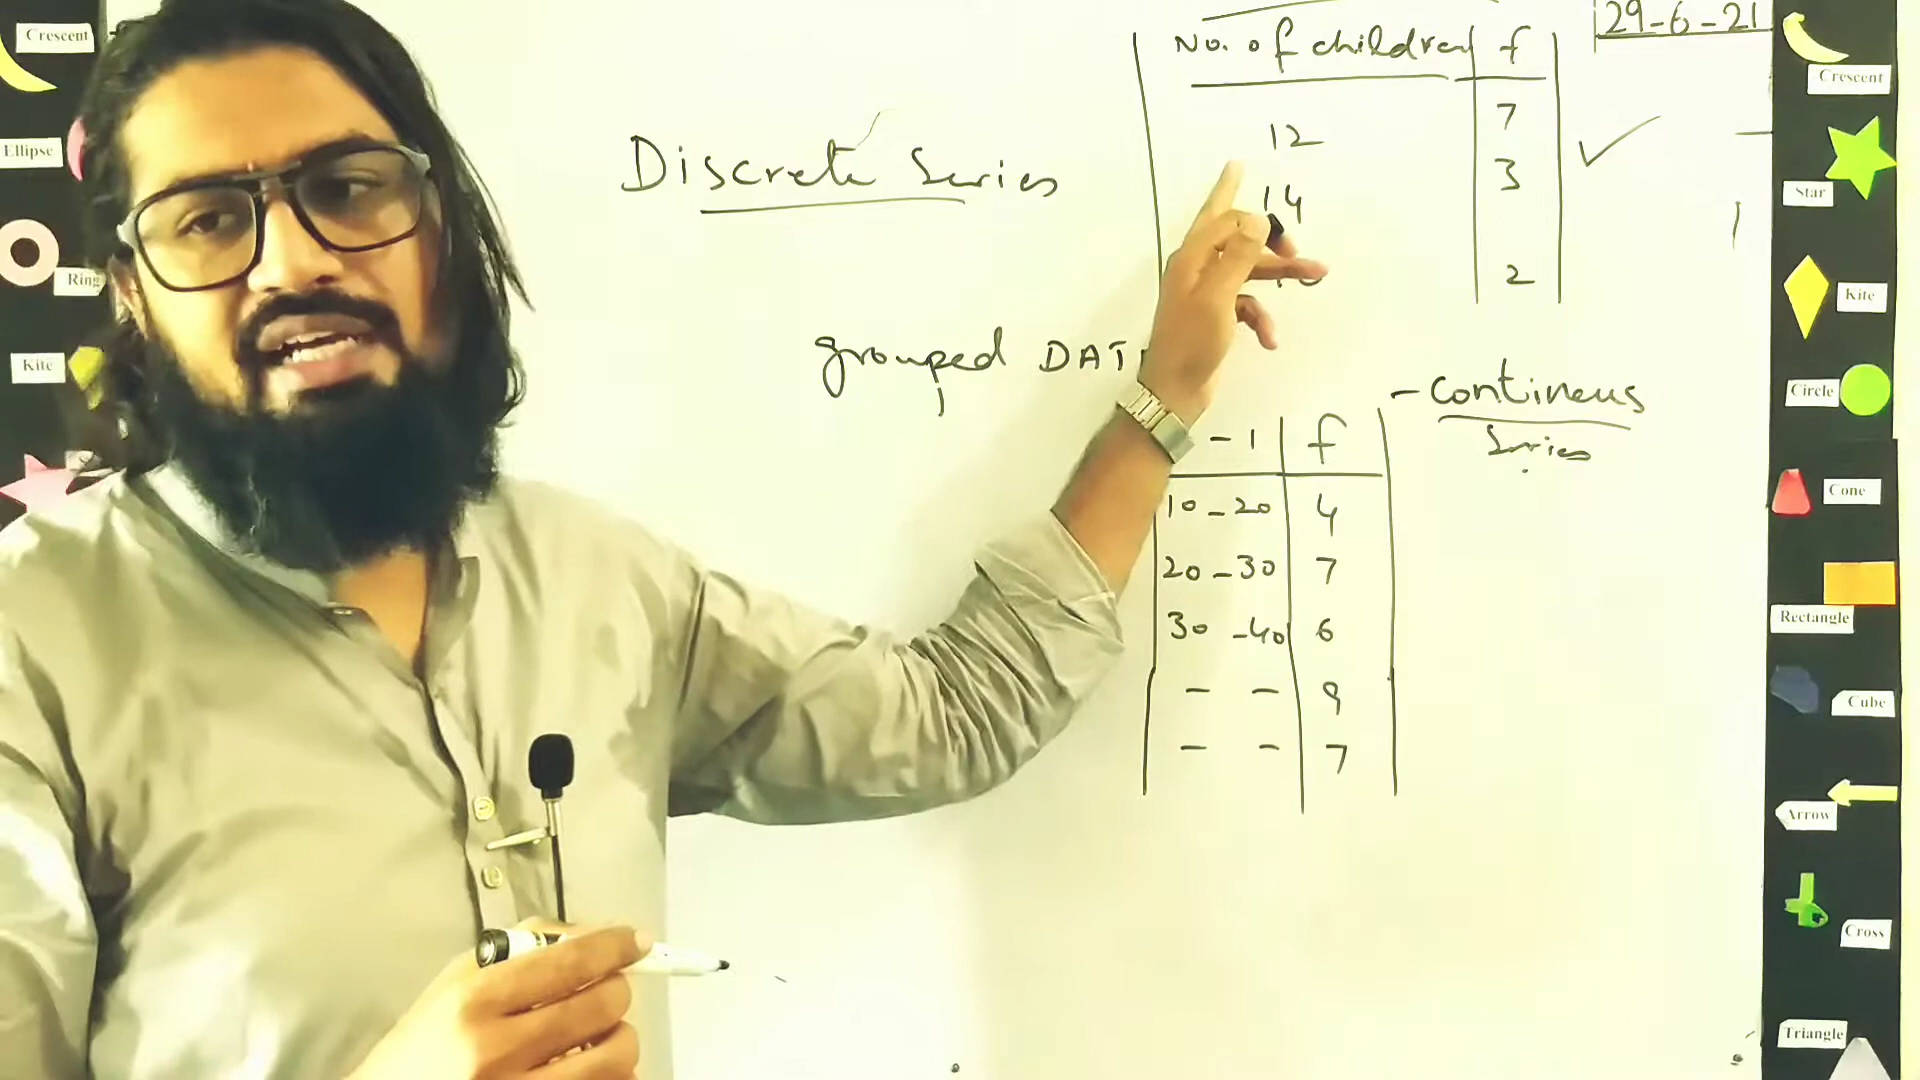 Crescent
Ellipse
Ring
Kite
Discrete Series
29-6-21
No. of children f
12 7
14 3
2
grouped DAT
- contineus
Series
- 1 f
10 - 20 4
20 - 30 7
30 - 40 6
- - 9
- - 7
Crescent
Star
Kite
Circle
Cone
Rectangle
Cube
Arrow
Cross
Triangle